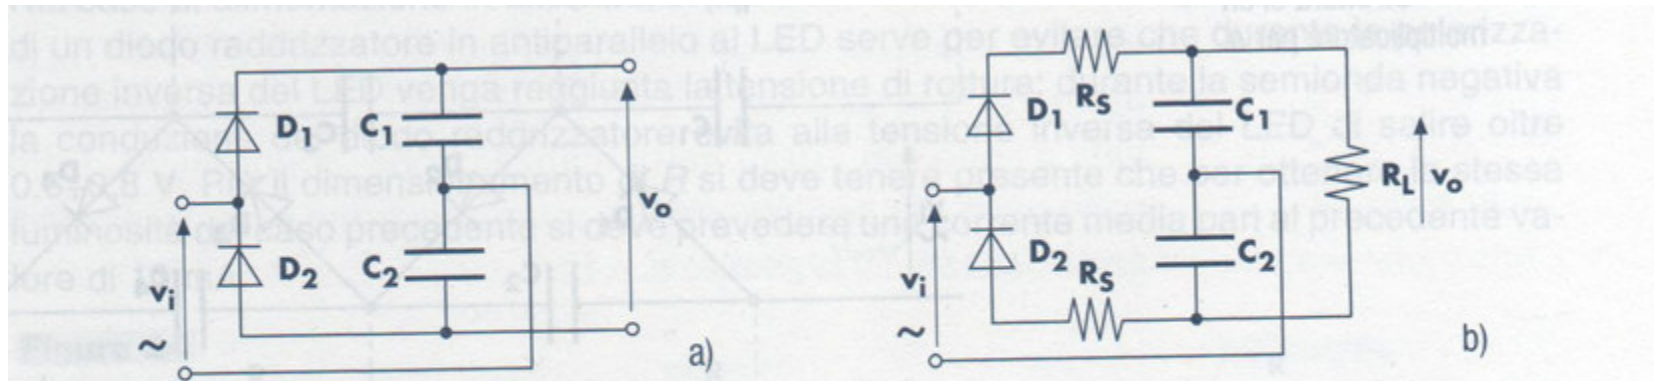 di un diodo raddrizzatore in antiparallelo al LED serve per evitare che durante la polarizza-
zione inversa del LED venga raggiunta la tensione di rottura: durante la semionda negativa
la conduzione del diodo raddrizzatore evita alla tensione inversa del LED di salire oltre
0.6÷0.8 V. Per il dimensionamento di R si deve tenere presente che per ottenere la stessa
luminosità del caso precedente si deve prevedere una corrente media pari al precedente va-
lore di
D1 C1
D2 C2
vi
vo
~
a)
RS
D1 C1
RL vo
D2 C2
RS
vi
~
b)